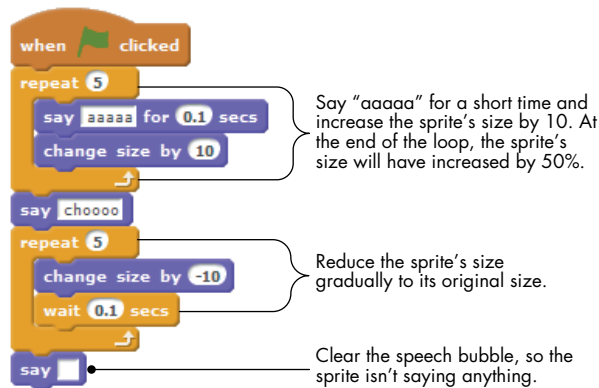 when clicked
repeat 5
say aaaaa for 0.1 secs
change size by 10
Say “aaaaa” for a short time and
increase the sprite’s size by 10. At
the end of the loop, the sprite’s
size will have increased by 50%.
say choooo
repeat 5
change size by -10
wait 0.1 secs
Reduce the sprite’s size
gradually to its original size.
say
Clear the speech bubble, so the
sprite isn’t saying anything.